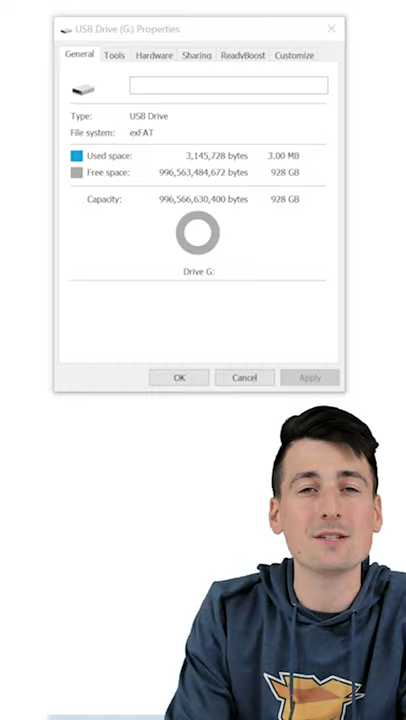 USB Drive (G:) Properties
General Tools Hardware Sharing ReadyBoost Customize
Type: USB Drive
File system: exFAT
Used space: 3,145,728 bytes 3.00 MB
Free space: 996,563,484,672 bytes 928 GB
Capacity: 996,566,630,400 bytes 928 GB
Drive G:
OK Cancel Apply